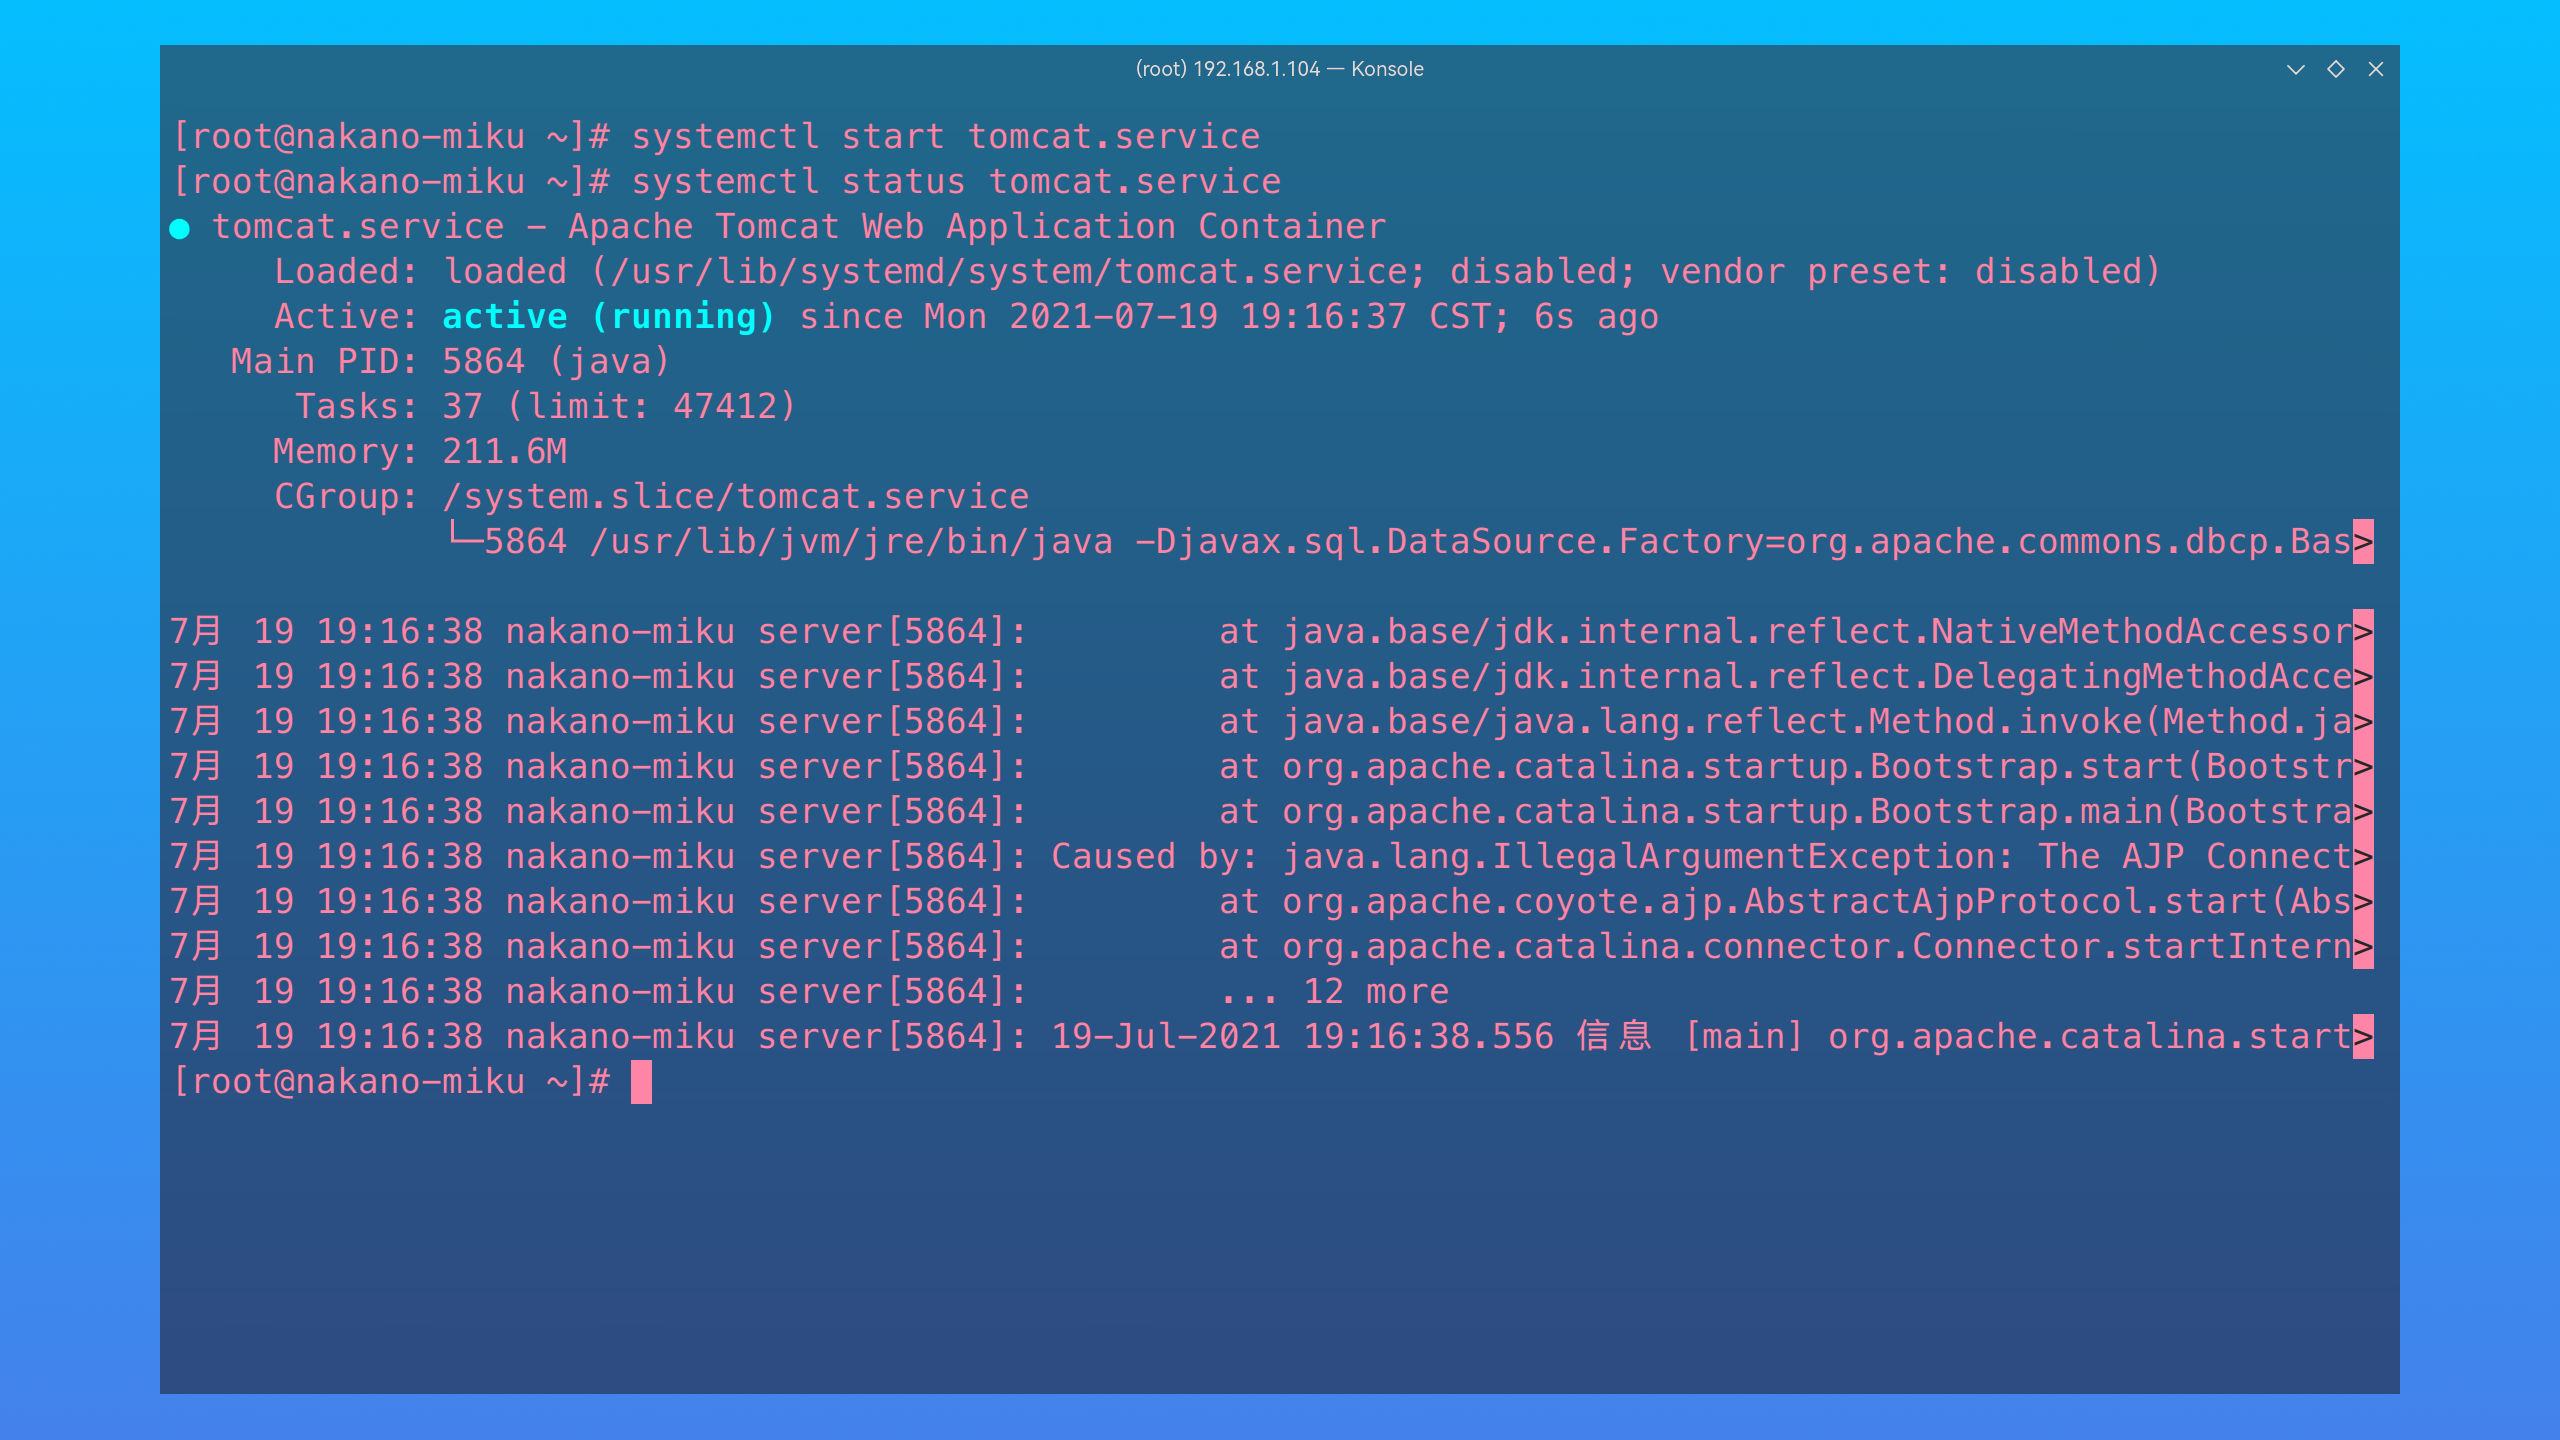 (root) 192.168.1.104 — Konsole
[root@nakano-miku ~]# systemctl start tomcat.service
[root@nakano-miku ~]# systemctl status tomcat.service
● tomcat.service - Apache Tomcat Web Application Container
     Loaded: loaded (/usr/lib/systemd/system/tomcat.service; disabled; vendor preset: disabled)
     Active: active (running) since Mon 2021-07-19 19:16:37 CST; 6s ago
   Main PID: 5864 (java)
      Tasks: 37 (limit: 47412)
     Memory: 211.6M
     CGroup: /system.slice/tomcat.service
             └─5864 /usr/lib/jvm/jre/bin/java -Djavax.sql.DataSource.Factory=org.apache.commons.dbcp.Bas>
7月 19 19:16:38 nakano-miku server[5864]:         at java.base/jdk.internal.reflect.NativeMethodAccessor>
7月 19 19:16:38 nakano-miku server[5864]:         at java.base/jdk.internal.reflect.DelegatingMethodAcce>
7月 19 19:16:38 nakano-miku server[5864]:         at java.base/java.lang.reflect.Method.invoke(Method.ja>
7月 19 19:16:38 nakano-miku server[5864]:         at org.apache.catalina.startup.Bootstrap.start(Bootstr>
7月 19 19:16:38 nakano-miku server[5864]:         at org.apache.catalina.startup.Bootstrap.main(Bootstra>
7月 19 19:16:38 nakano-miku server[5864]: Caused by: java.lang.IllegalArgumentException: The AJP Connect>
7月 19 19:16:38 nakano-miku server[5864]:         at org.apache.coyote.ajp.AbstractAjpProtocol.start(Abs>
7月 19 19:16:38 nakano-miku server[5864]:         at org.apache.catalina.connector.Connector.startIntern>
7月 19 19:16:38 nakano-miku server[5864]:         ... 12 more
7月 19 19:16:38 nakano-miku server[5864]: 19-Jul-2021 19:16:38.556 信息 [main] org.apache.catalina.start>
[root@nakano-miku ~]#